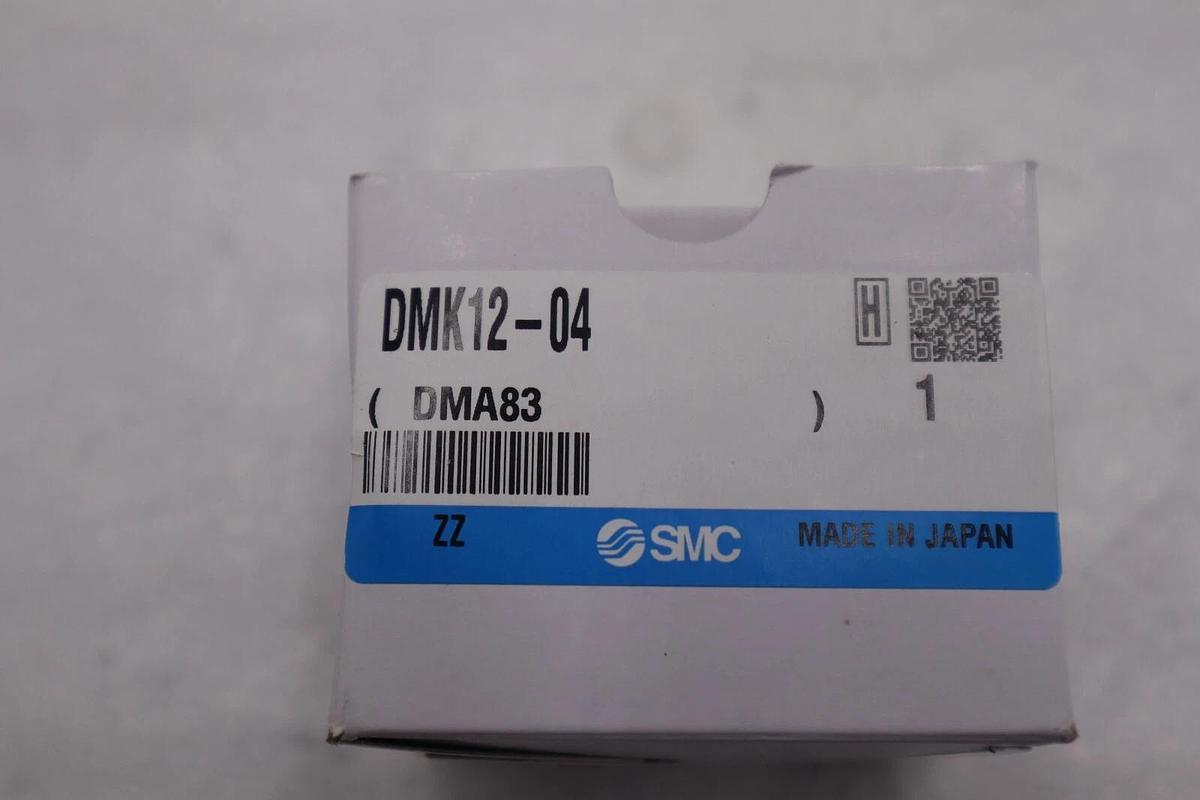 DMK12-04 H
( DMA83 ) 1
ZZ SMC MADE IN JAPAN